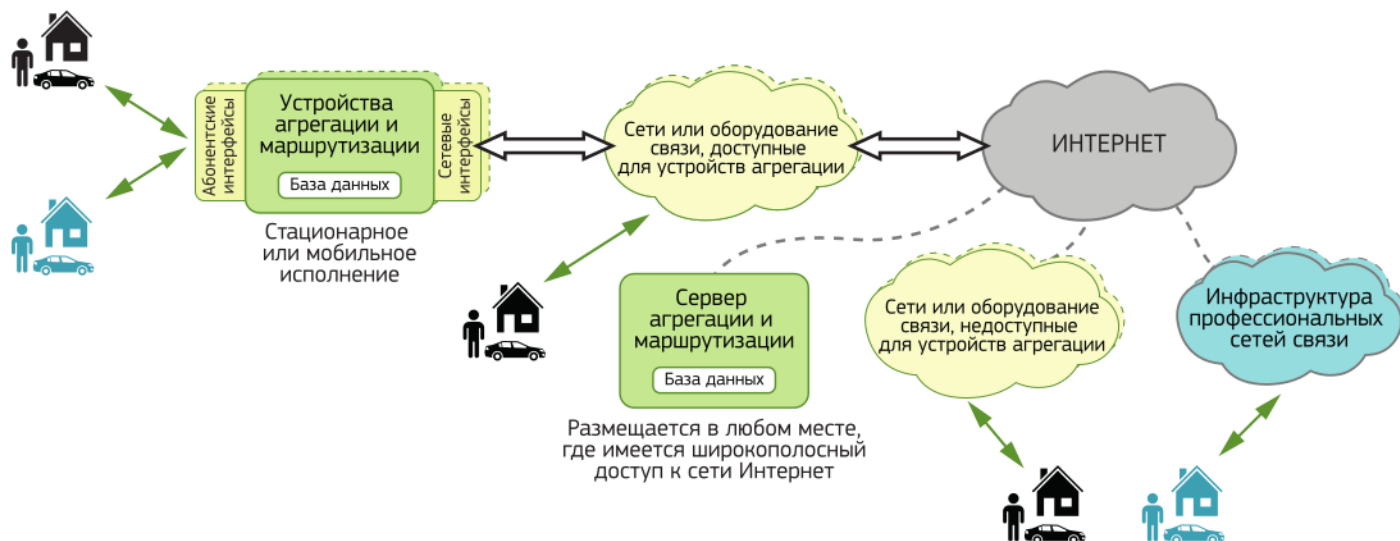 Абонентские
интерфейсы
Устройства
агрегации и
маршрутизации
База данных
Сетевые
интерфейсы
Стационарное
или мобильное
исполнение
Сети или оборудование
связи, доступные
для устройств агрегации
ИНТЕРНЕТ
Сервер
агрегации и
маршрутизации
База данных
Размещается в любом месте,
где имеется широкополосный
доступ к сети Интернет
Сети или оборудование
связи, недоступные
для устройств агрегации
Инфраструктура
профессиональных
сетей связи